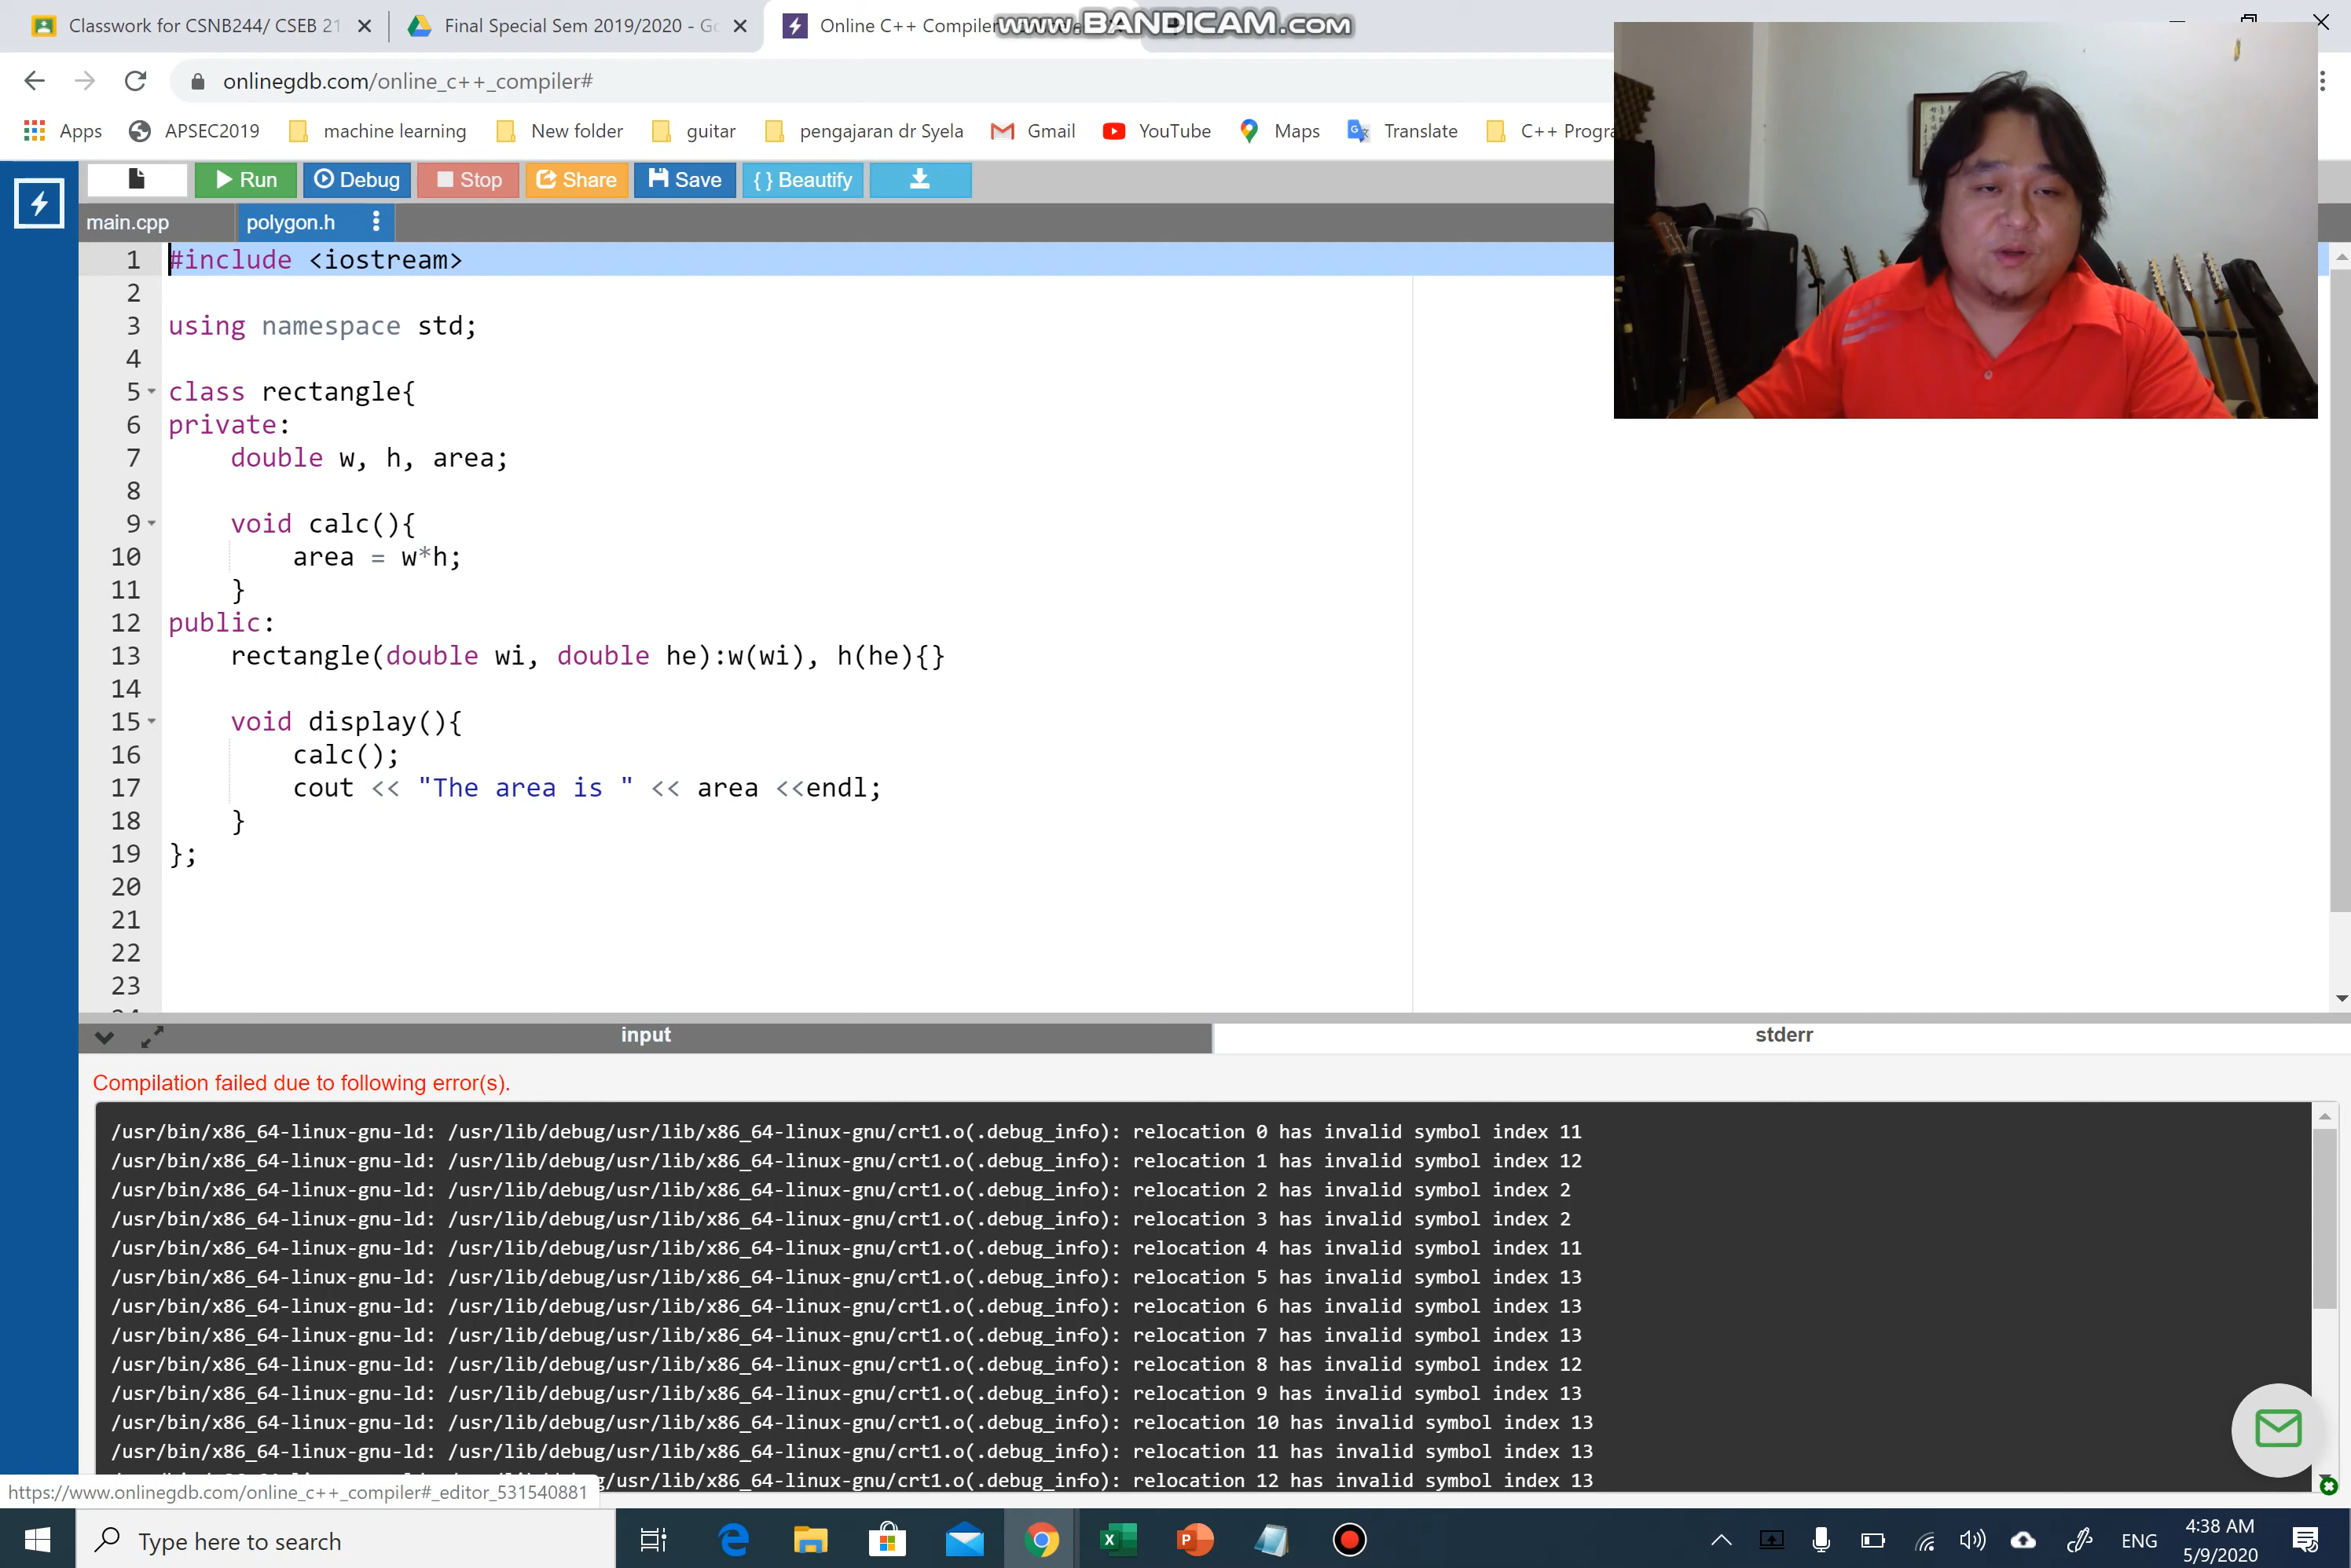 Classwork for CSNB244/ CSEB 21
Final Special Sem 2019/2020 - Go
Online C++ Compiler
www.BANDICAM.com
onlinegdb.com/online_c++_compiler#
Apps APSEC2019 machine learning New folder guitar pengajaran dr Syela Gmail YouTube Maps Translate C++ Progra
Run Debug Stop Share Save { } Beautify
main.cpp polygon.h
1 #include <iostream>
2
3 using namespace std;
4
5 class rectangle{
6 private:
7 double w, h, area;
8
9 void calc(){
10 area = w*h;
11 }
12 public:
13 rectangle(double wi, double he):w(wi), h(he){}
14
15 void display(){
16 calc();
17 cout << "The area is " << area <<endl;
18 }
19 };
20
21
22
23
input stderr
Compilation failed due to following error(s).
/usr/bin/x86_64-linux-gnu-ld: /usr/lib/debug/usr/lib/x86_64-linux-gnu/crt1.o(.debug_info): relocation 0 has invalid symbol index 11
/usr/bin/x86_64-linux-gnu-ld: /usr/lib/debug/usr/lib/x86_64-linux-gnu/crt1.o(.debug_info): relocation 1 has invalid symbol index 12
/usr/bin/x86_64-linux-gnu-ld: /usr/lib/debug/usr/lib/x86_64-linux-gnu/crt1.o(.debug_info): relocation 2 has invalid symbol index 2
/usr/bin/x86_64-linux-gnu-ld: /usr/lib/debug/usr/lib/x86_64-linux-gnu/crt1.o(.debug_info): relocation 3 has invalid symbol index 2
/usr/bin/x86_64-linux-gnu-ld: /usr/lib/debug/usr/lib/x86_64-linux-gnu/crt1.o(.debug_info): relocation 4 has invalid symbol index 11
/usr/bin/x86_64-linux-gnu-ld: /usr/lib/debug/usr/lib/x86_64-linux-gnu/crt1.o(.debug_info): relocation 5 has invalid symbol index 13
/usr/bin/x86_64-linux-gnu-ld: /usr/lib/debug/usr/lib/x86_64-linux-gnu/crt1.o(.debug_info): relocation 6 has invalid symbol index 13
/usr/bin/x86_64-linux-gnu-ld: /usr/lib/debug/usr/lib/x86_64-linux-gnu/crt1.o(.debug_info): relocation 7 has invalid symbol index 13
/usr/bin/x86_64-linux-gnu-ld: /usr/lib/debug/usr/lib/x86_64-linux-gnu/crt1.o(.debug_info): relocation 8 has invalid symbol index 12
/usr/bin/x86_64-linux-gnu-ld: /usr/lib/debug/usr/lib/x86_64-linux-gnu/crt1.o(.debug_info): relocation 9 has invalid symbol index 13
/usr/bin/x86_64-linux-gnu-ld: /usr/lib/debug/usr/lib/x86_64-linux-gnu/crt1.o(.debug_info): relocation 10 has invalid symbol index 13
/usr/bin/x86_64-linux-gnu-ld: /usr/lib/debug/usr/lib/x86_64-linux-gnu/crt1.o(.debug_info): relocation 11 has invalid symbol index 13
g/usr/lib/x86_64-linux-gnu/crt1.o(.debug_info): relocation 12 has invalid symbol index 13
https://www.onlinegdb.com/online_c++_compiler#_editor_531540881
Type here to search
ENG
4:38 AM
5/9/2020